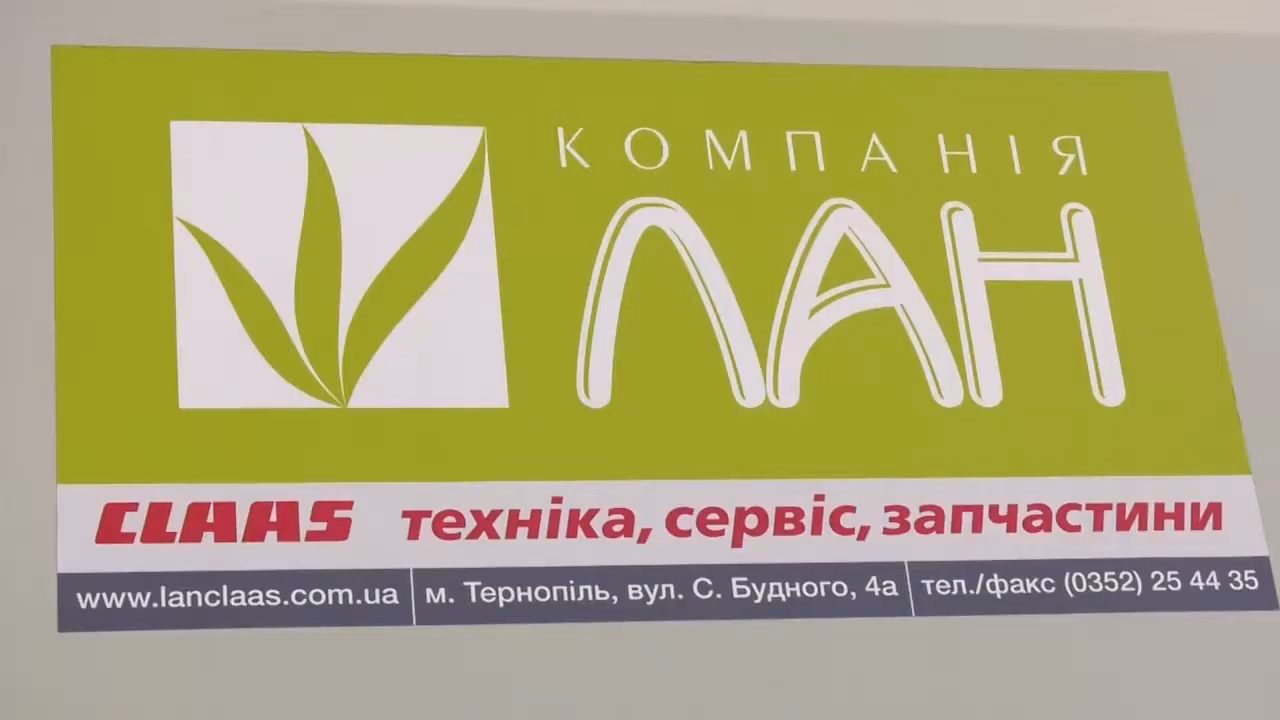 КОМПАНІЯ
ЛАН
CLAAS техніка, сервіс, запчастини
www.lanclaas.com.ua м. Тернопіль, вул. С. Будного, 4а тел./факс (0352) 25 44 35